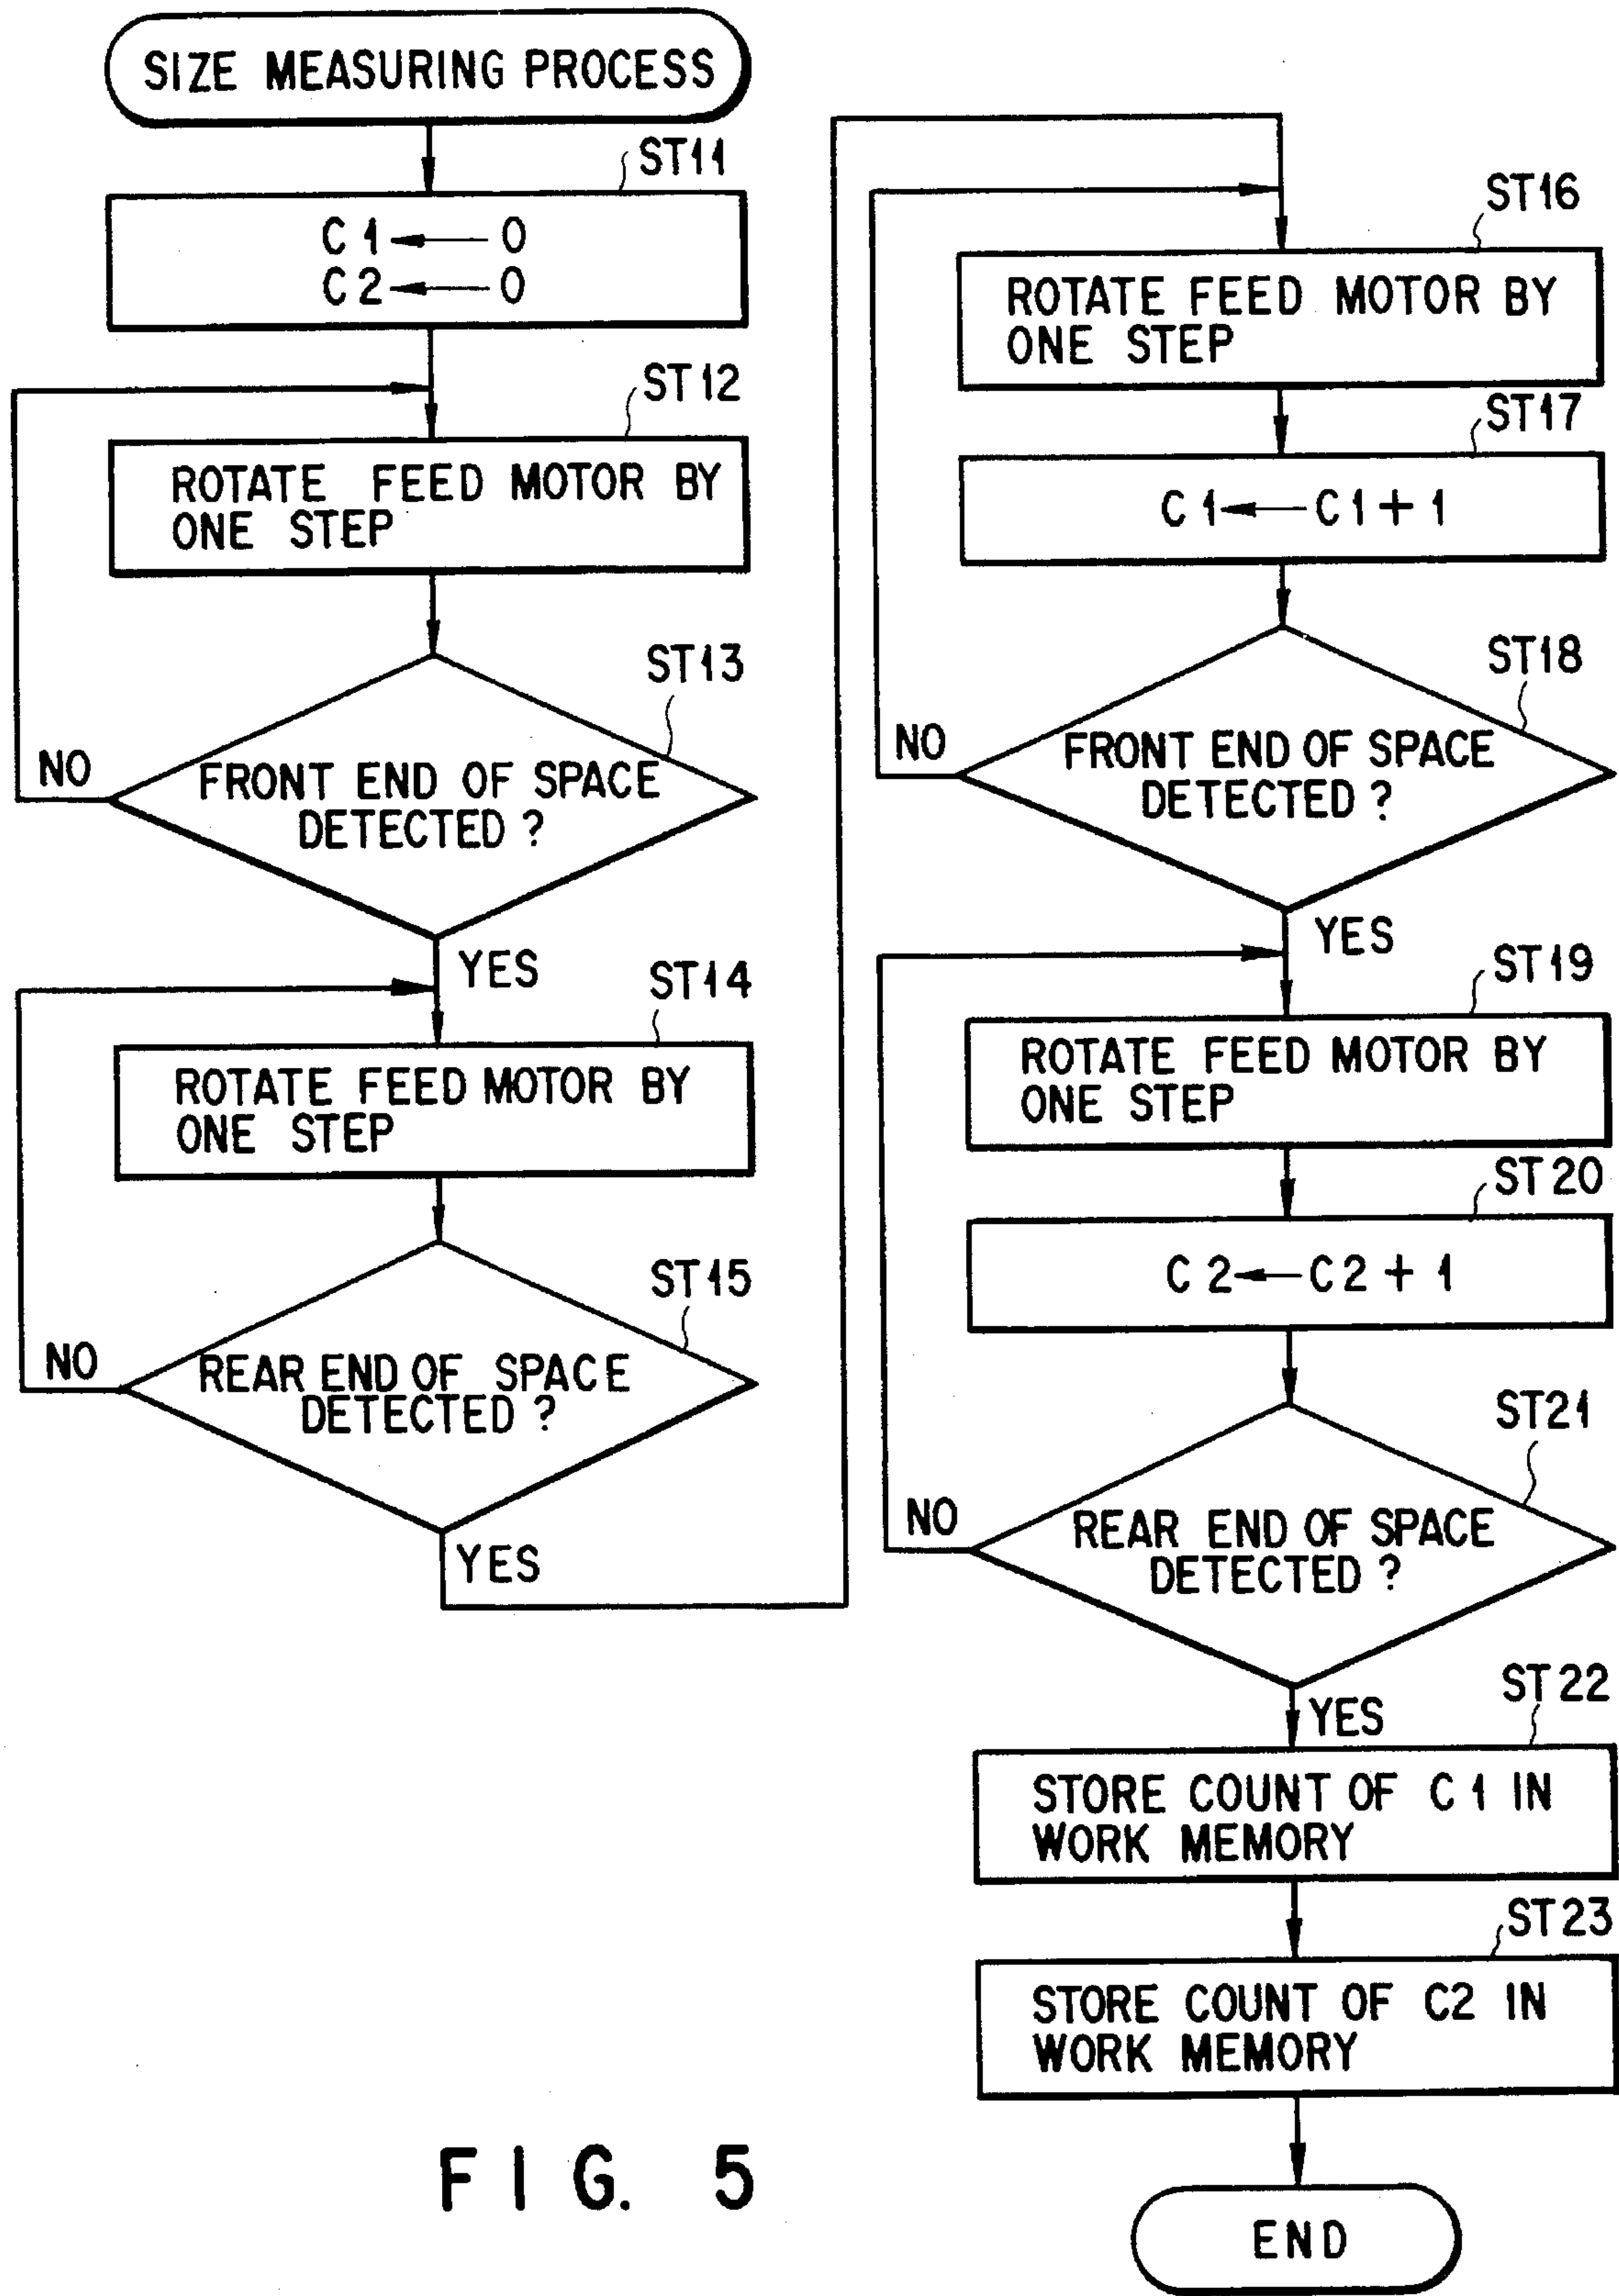 SIZE MEASURING PROCESS
ST11
C1 ← 0
C2 ← 0
ST12
ROTATE FEED MOTOR BY
ONE STEP
ST13
FRONT END OF SPACE
DETECTED ?
NO
YES
ST14
ROTATE FEED MOTOR BY
ONE STEP
ST15
REAR END OF SPACE
DETECTED ?
NO
YES
ST16
ROTATE FEED MOTOR BY
ONE STEP
ST17
C1 ← C1 + 1
ST18
FRONT END OF SPACE
DETECTED ?
NO
YES
ST19
ROTATE FEED MOTOR BY
ONE STEP
ST20
C2 ← C2 + 1
ST21
REAR END OF SPACE
DETECTED ?
NO
YES
ST22
STORE COUNT OF C1 IN
WORK MEMORY
ST23
STORE COUNT OF C2 IN
WORK MEMORY
END
FIG. 5